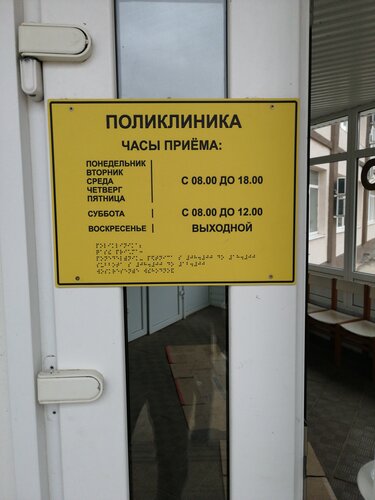 ПОЛИКЛИНИКА
ЧАСЫ ПРИЁМА:
ПОНЕДЕЛЬНИК
ВТОРНИК
СРЕДА С 08.00 ДО 18.00
ЧЕТВЕРГ
ПЯТНИЦА
СУББОТА С 08.00 ДО 12.00
ВОСКРЕСЕНЬЕ ВЫХОДНОЙ